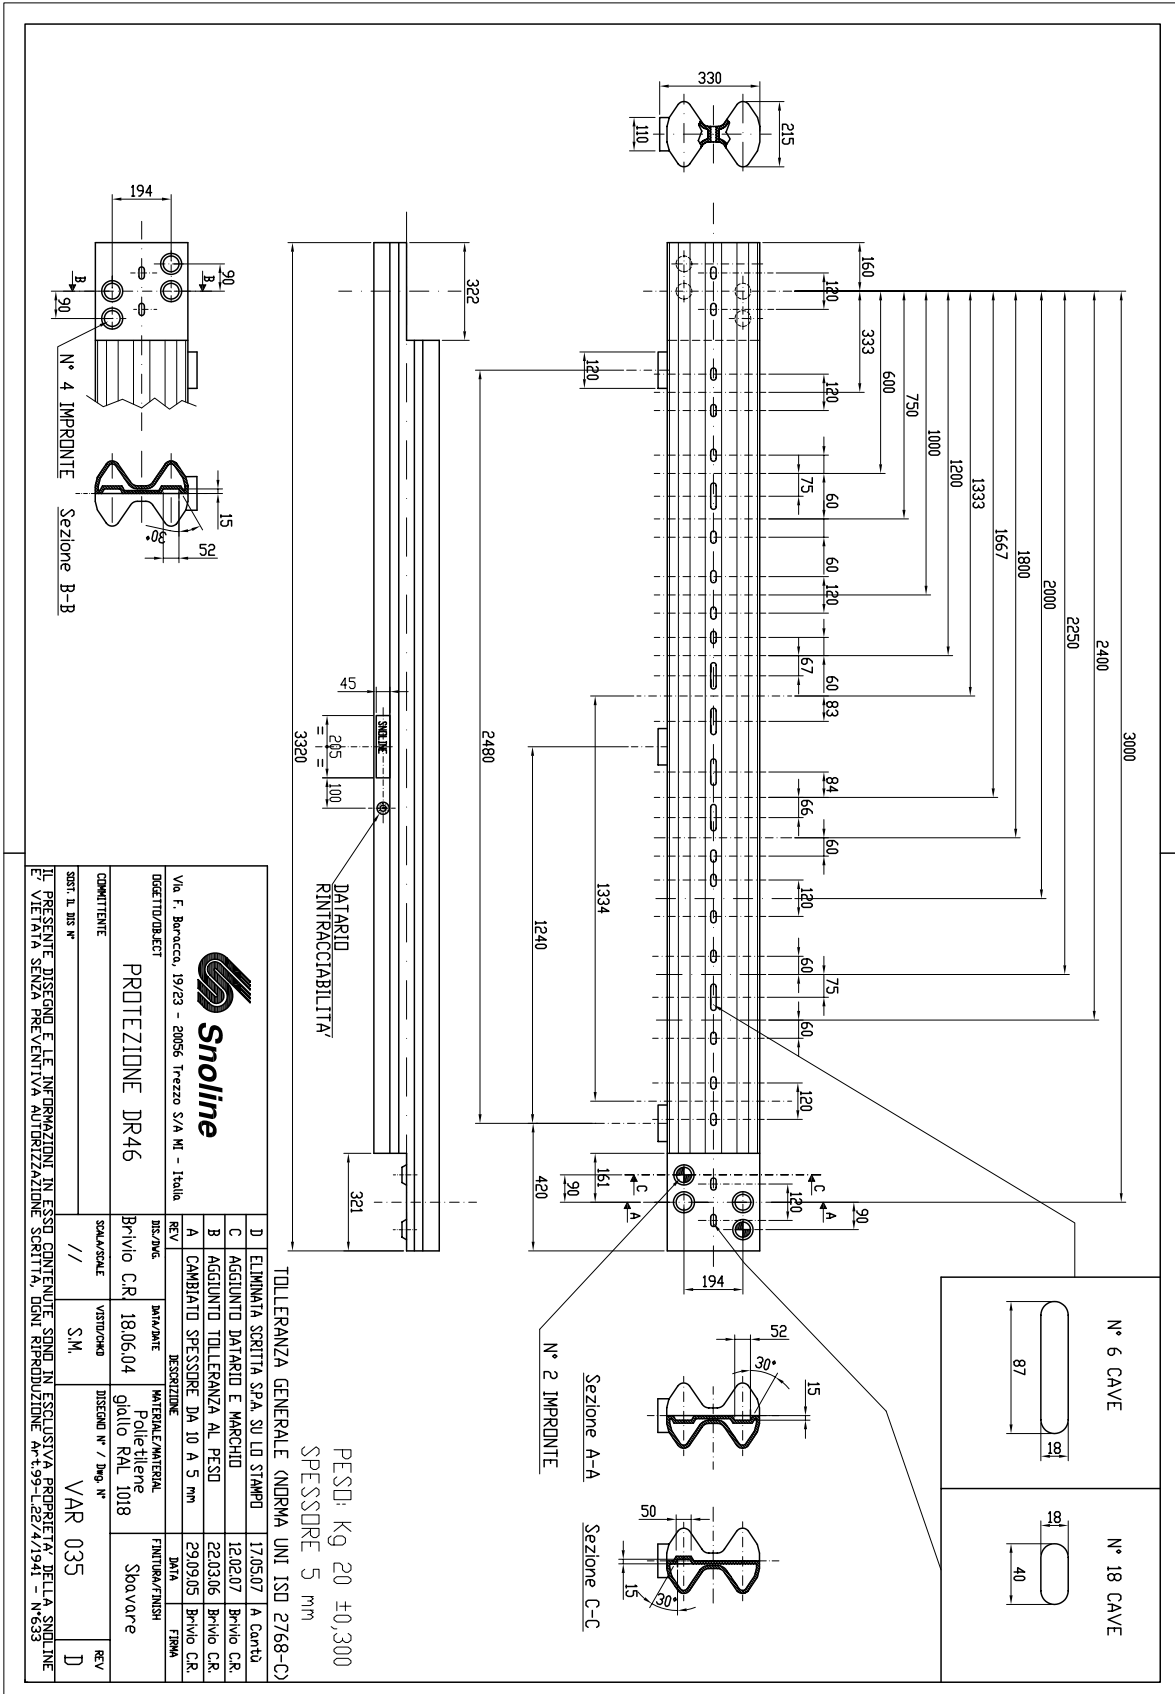 330
110
215
160
120
333
600
750
1000
1200
1333
1667
1800
2000
2250
2400
3000
120
120
75
60
60
120
67
60
83
84
66
60
120
60
75
60
120
161
90
120
90
C
C
A
A
194
420
1240
1334
2480
322
3320
321
45
SNOLINE
205
= =
100
DATARIO
RINTRACCIABILITA'
194
90
90
B
B
N° 4 IMPRONTE
15
52
30°
Sezione B-B
N° 2 IMPRONTE
52
30°
15
Sezione A-A
50
15
30°
Sezione C-C
N° 6 CAVE
87
18
N° 18 CAVE
18
40
PESO: Kg 20 ±0,300
SPESSORE 5 mm
TOLLERANZA GENERALE (NORMA UNI ISO 2768-C)
Snoline
Via F. Baracca, 19/23 - 20056 Trezzo S/A MI - Italia
D ELIMINATA SCRITTA S.P.A. SU LO STAMPO 17.05.07 A Cantù
C AGGIUNTO DATARIO E MARCHIO 12.02.07 Brivio C.R.
B AGGIUNTO TOLLERANZA AL PESO 22.03.06 Brivio C.R.
A CAMBIATO SPESSORE DA 10 A 5 mm 29.09.05 Brivio C.R.
REV DESCRIZIONE DATA FIRMA
OGGETTO/OBJECT
PROTEZIONE DR46
DIS./DWG.
Brivio C.R.
DATA/DATE
18.06.04
MATERIALE/MATERIAL
Polietilene
giallo RAL 1018
FINITURA/FINISH
Sbavare
COMMITTENTE
SCALA/SCALE
//
VISTO/CHKD
S.M.
DISEGNO N° / Dwg. N°
VAR 035
REV
D
SOST. IL DIS N°
IL PRESENTE DISEGNO E LE INFORMAZIONI IN ESSO CONTENUTE SONO IN ESCLUSIVA PROPRIETA' DELLA SNOLINE
E' VIETATA SENZA PREVENTIVA AUTORIZZAZIONE SCRITTA, OGNI RIPRODUZIONE Art.99-L.22/4/1941 - N°633